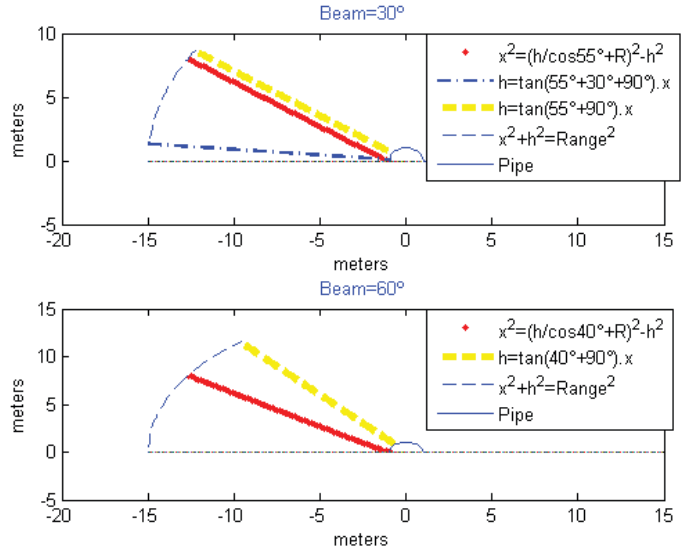 Beam=30°
10
5
0
-5
meters
-20
-15
-10
-5
0
5
10
15
meters
x²=(h/cos55°+R)²-h²
h=tan(55°+30°+90°).x
h=tan(55°+90°).x
x²+h²=Range²
Pipe
Beam=60°
15
10
5
0
-5
meters
-20
-15
-10
-5
0
5
10
15
meters
x²=(h/cos40°+R)²-h²
h=tan(40°+90°).x
x²+h²=Range²
Pipe